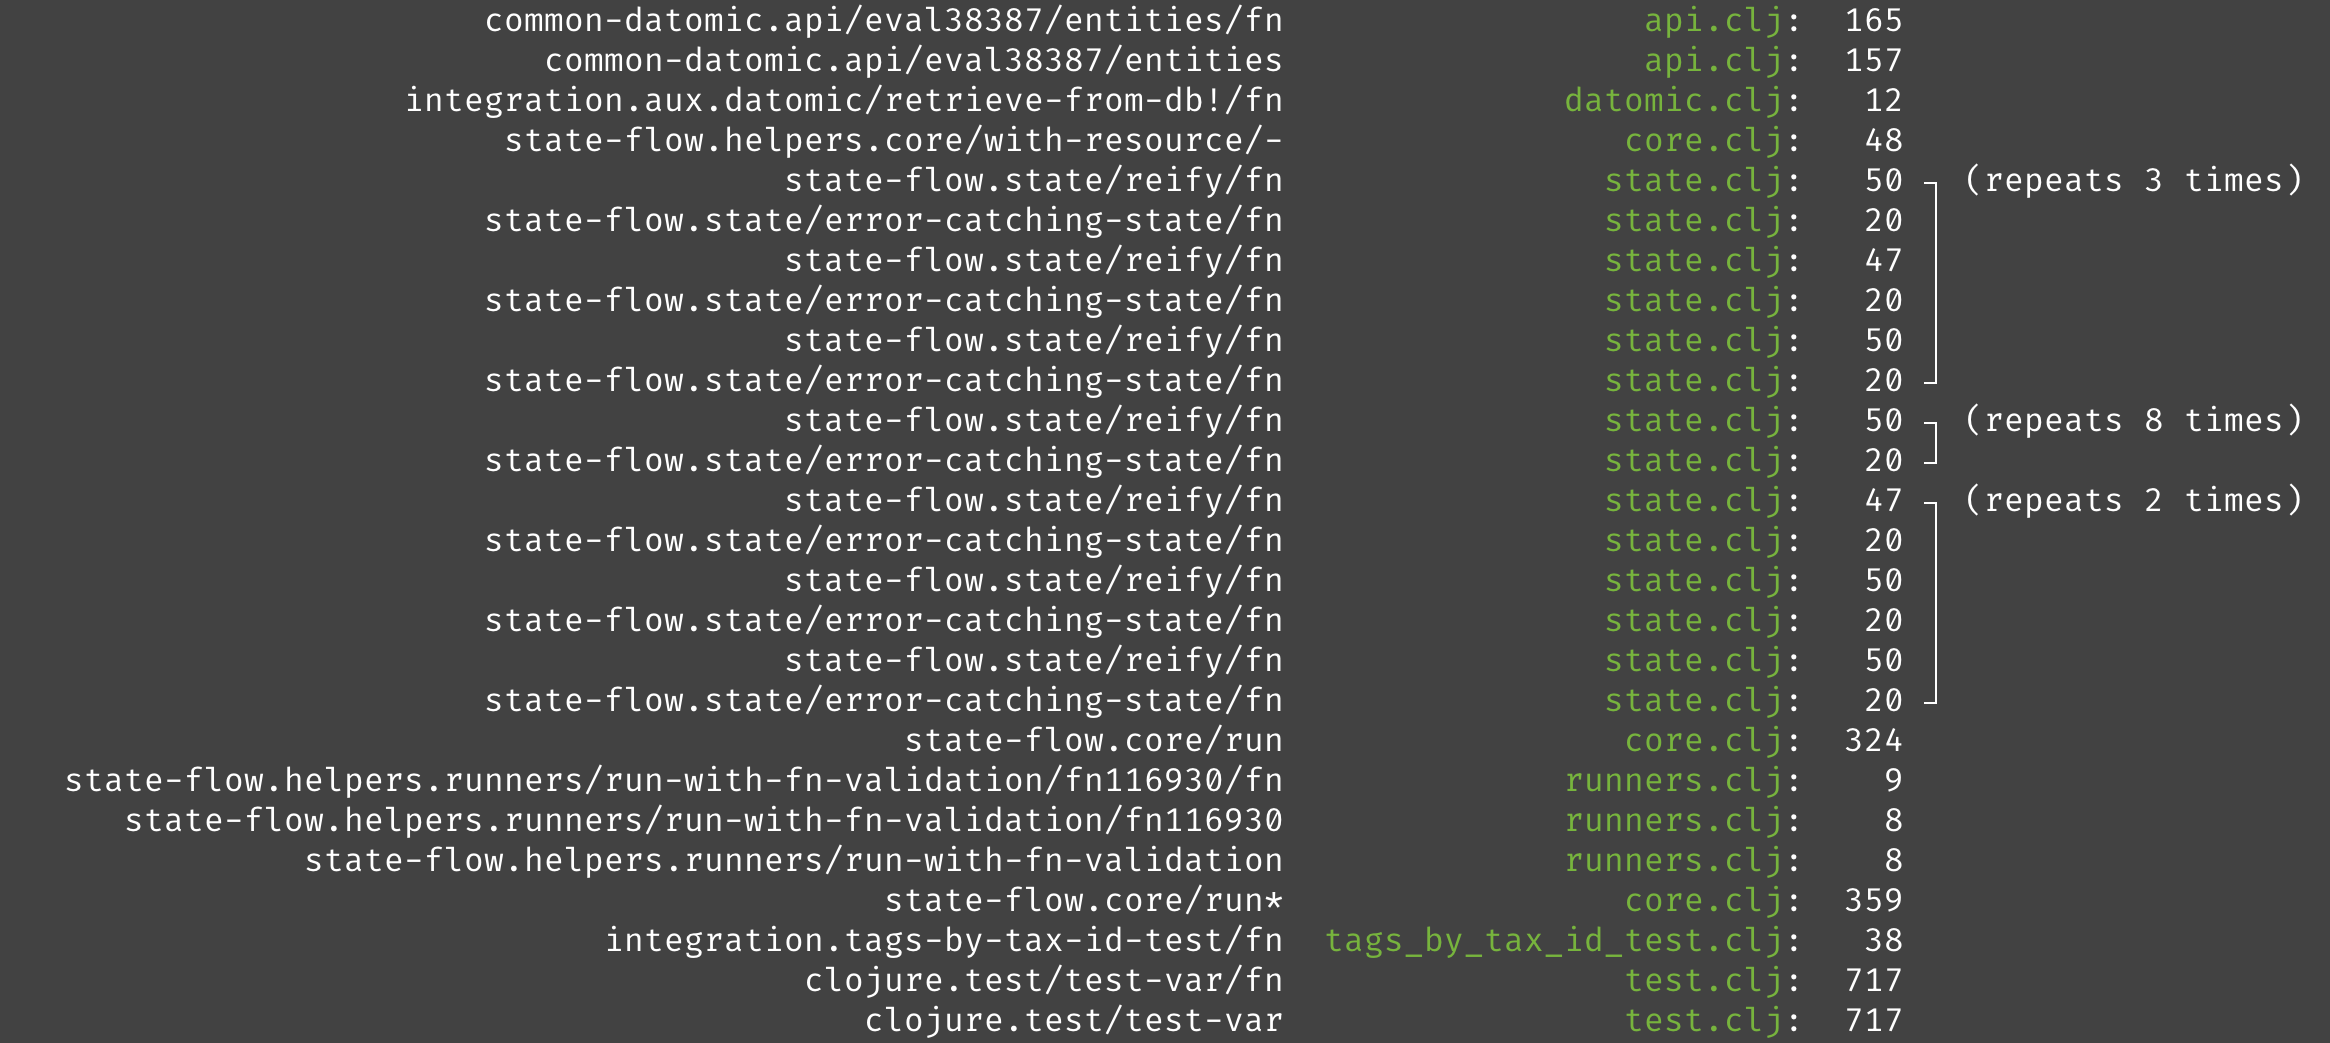 common-datomic.api/eval38387/entities/fn api.clj: 165
common-datomic.api/eval38387/entities api.clj: 157
integration.aux.datomic/retrieve-from-db!/fn datomic.clj: 12
state-flow.helpers.core/with-resource/- core.clj: 48
state-flow.state/reify/fn state.clj: 50 (repeats 3 times)
state-flow.state/error-catching-state/fn state.clj: 20
state-flow.state/reify/fn state.clj: 47
state-flow.state/error-catching-state/fn state.clj: 20
state-flow.state/reify/fn state.clj: 50
state-flow.state/error-catching-state/fn state.clj: 20
state-flow.state/reify/fn state.clj: 50 (repeats 8 times)
state-flow.state/error-catching-state/fn state.clj: 20
state-flow.state/reify/fn state.clj: 47 (repeats 2 times)
state-flow.state/error-catching-state/fn state.clj: 20
state-flow.state/reify/fn state.clj: 50
state-flow.state/error-catching-state/fn state.clj: 20
state-flow.state/reify/fn state.clj: 50
state-flow.state/error-catching-state/fn state.clj: 20
state-flow.core/run core.clj: 324
state-flow.helpers.runners/run-with-fn-validation/fn116930/fn runners.clj: 9
state-flow.helpers.runners/run-with-fn-validation/fn116930 runners.clj: 8
state-flow.helpers.runners/run-with-fn-validation runners.clj: 8
state-flow.core/run* core.clj: 359
integration.tags-by-tax-id-test/fn tags_by_tax_id_test.clj: 38
clojure.test/test-var/fn test.clj: 717
clojure.test/test-var test.clj: 717